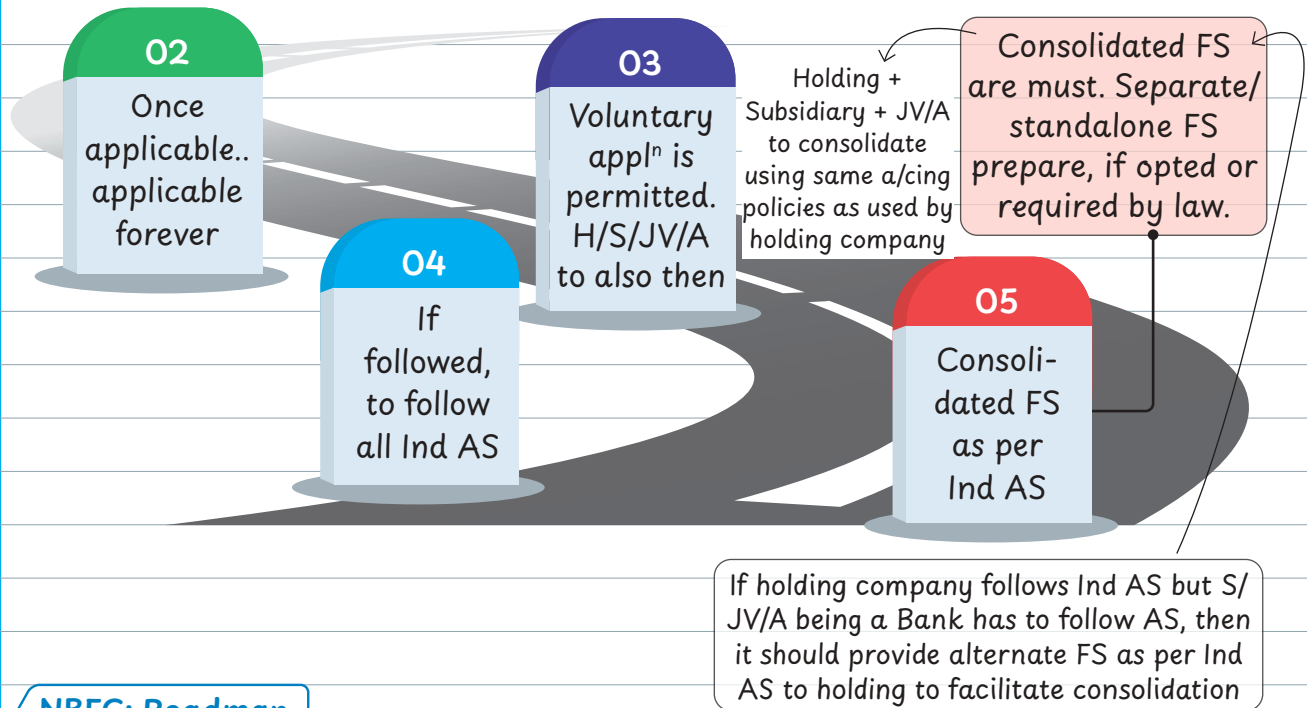 02
Once
applicable..
applicable
forever
03
Voluntary
applⁿ is
permitted.
H/S/JV/A
to also then
Holding +
Subsidiary + JV/A
to consolidate
using same a/cing
policies as used by
holding company
Consolidated FS
are must. Separate/
standalone FS
prepare, if opted or
required by law.
04
If
followed,
to follow
all Ind AS
05
Consoli-
dated FS
as per
Ind AS
If holding company follows Ind AS but S/
JV/A being a Bank has to follow AS, then
it should provide alternate FS as per Ind
AS to holding to facilitate consolidation
NBFC: Roadmap